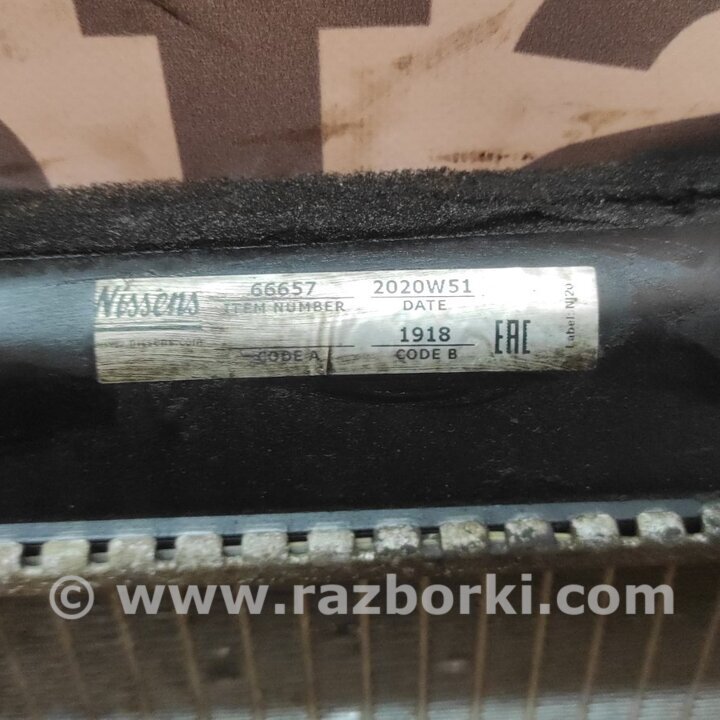 Nissens
66657
ITEM NUMBER
2020W51
DATE
CODE A
1918
CODE B
EAC
© www.razborki.com